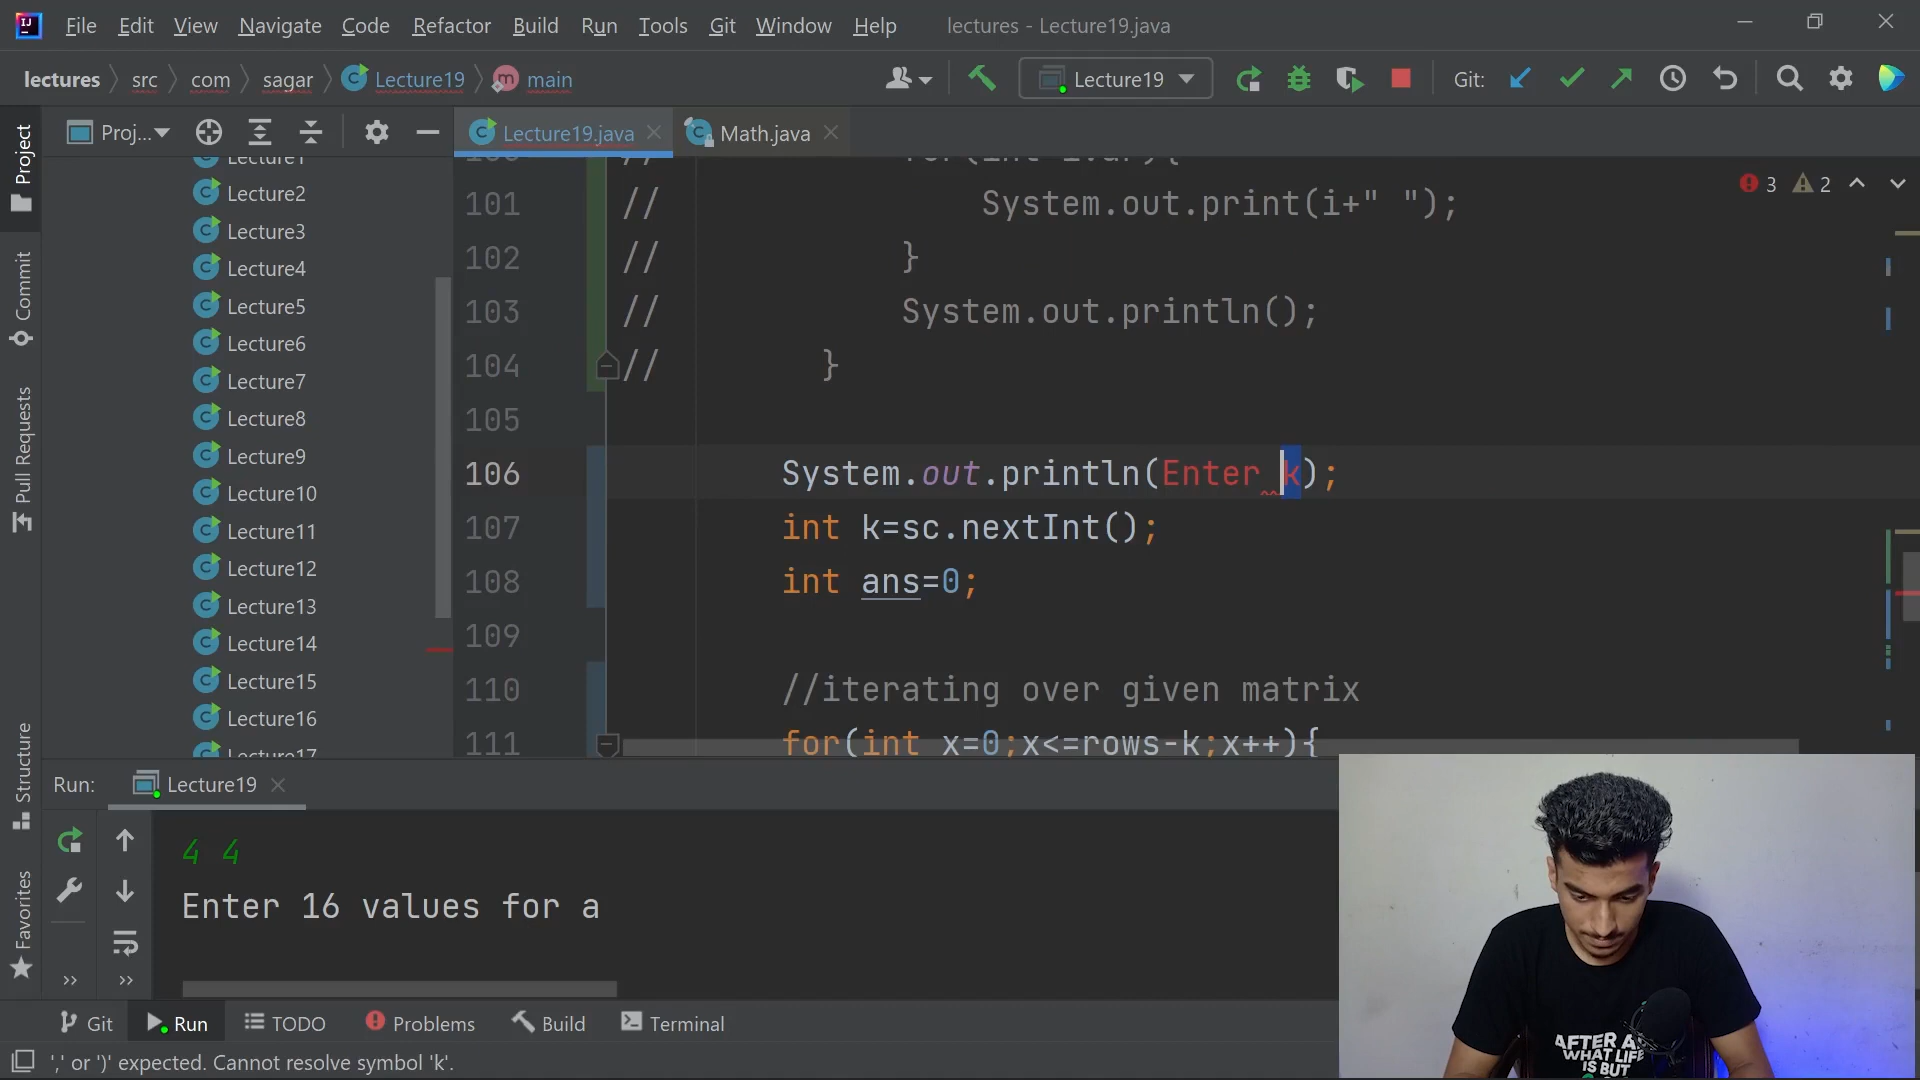 File Edit View Navigate Code Refactor Build Run Tools Git Window Help lectures - Lecture19.java
lectures src com sagar Lecture19 main Lecture19 Git:
Proj... Lecture19.java Math.java
Project
Commit
Pull Requests
Structure
Favorites
Lecture1
Lecture2
Lecture3
Lecture4
Lecture5
Lecture6
Lecture7
Lecture8
Lecture9
Lecture10
Lecture11
Lecture12
Lecture13
Lecture14
Lecture15
Lecture16
Lecture17
3 2
101 // System.out.print(i+" ");
102 // }
103 // System.out.println();
104 // }
105
106 System.out.println(Enter k);
107 int k=sc.nextInt();
108 int ans=0;
109
110 //iterating over given matrix
111 for(int x=0;x<=rows-k;x++){
Run: Lecture19
4 4
Enter 16 values for a
Git Run TODO Problems Build Terminal
',' or ')' expected. Cannot resolve symbol 'k'.
WHAT LIFE
IS BUT